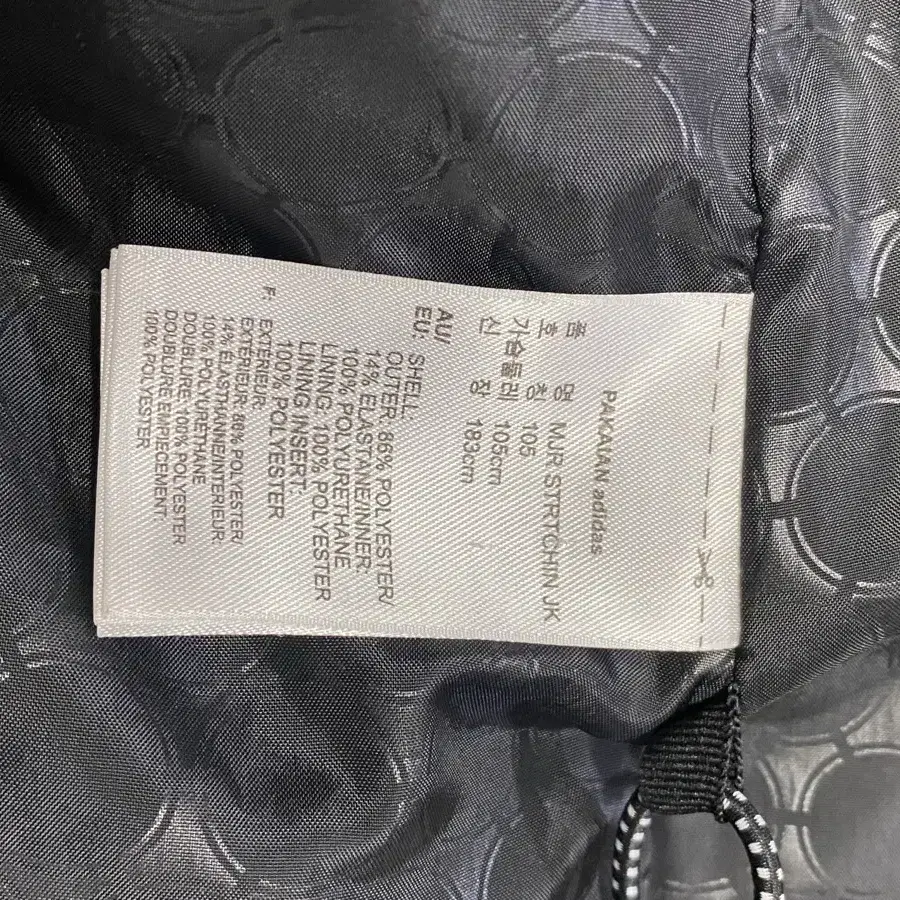 PAKAIAN adidas
품 명 MJR STRTCHIN JK
호 칭 105
가슴둘레 105cm
신 장 183cm
AU/
EU: SHELL:
OUTER: 86% POLYESTER/
14% ELASTANE/INNER:
100% POLYURETHANE
LINING: 100% POLYESTER
LINING INSERT:
100% POLYESTER
F: EXTÉRIEUR:
EXTERIEUR: 86% POLYESTER/
14% ELASTHANNE/INTERIEUR:
100% POLYURETHANE
DOUBLURE: 100% POLYESTER
DOUBLURE EMPIECEMENT:
100% POLYESTER